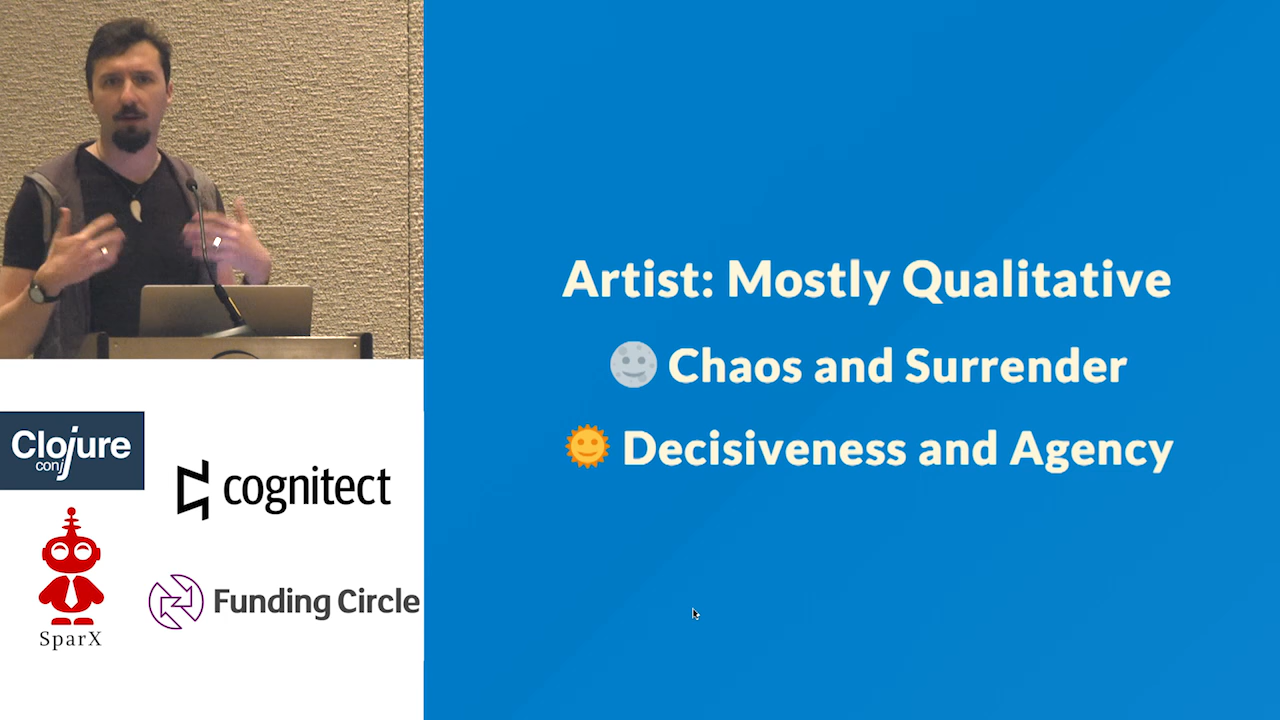 Artist: Mostly Qualitative
Chaos and Surrender
Decisiveness and Agency
Clojure
conj
cognitect
SparX
Funding Circle